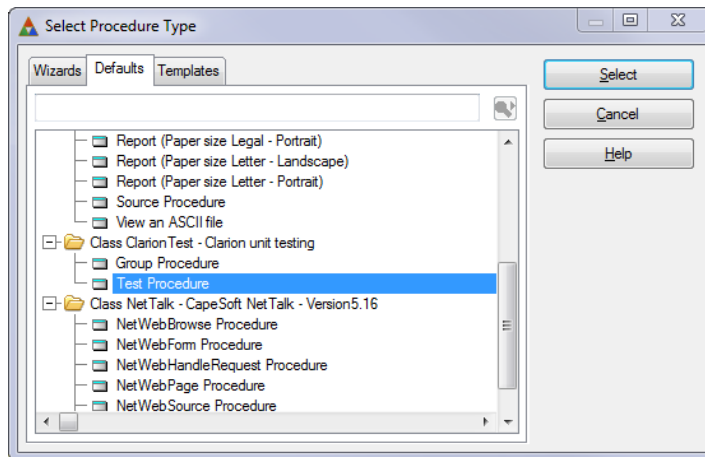 Select Procedure Type
Wizards Defaults Templates
Select
Cancel
Help
Report (Paper size Legal - Portrait)
Report (Paper size Letter - Landscape)
Report (Paper size Letter - Portrait)
Source Procedure
View an ASCII file
Class ClarionTest - Clarion unit testing
Group Procedure
Test Procedure
Class NetTalk - CapeSoft NetTalk - Version5.16
NetWebBrowse Procedure
NetWebForm Procedure
NetWebHandleRequest Procedure
NetWebPage Procedure
NetWebSource Procedure